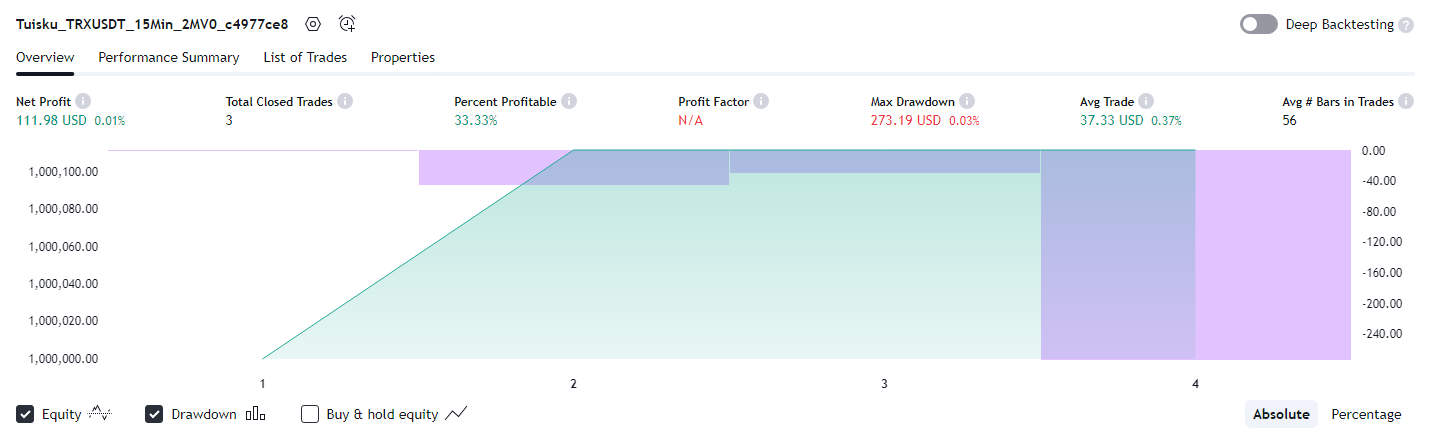 Tuisku_TRXUSDT_15Min_2MV0_c4977ce8 Deep Backtesting ?
Overview Performance Summary List of Trades Properties
Net Profit Total Closed Trades Percent Profitable Profit Factor Max Drawdown Avg Trade Avg # Bars in Trades
111.98 USD 0.01% 3 33.33% N/A 273.19 USD 0.03% 37.33 USD 0.37% 56
1,000,100.00
1,000,080.00
1,000,060.00
1,000,040.00
1,000,020.00
1,000,000.00
0.00
-40.00
-80.00
-120.00
-160.00
-200.00
-240.00
1 2 3 4
Equity Drawdown Buy & hold equity Absolute Percentage